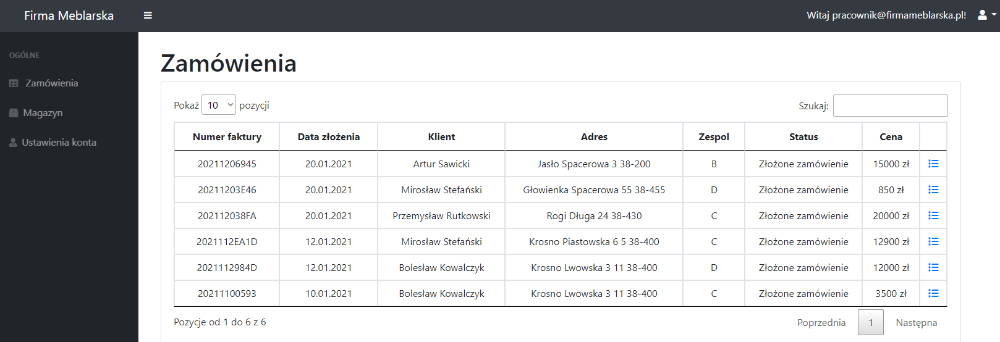 Firma Meblarska
Witaj pracownik@firmameblarska.pl!
OGÓLNE
Zamówienia
Magazyn
Ustawienia konta
Zamówienia
Pokaż 10 pozycji
Szukaj:
Numer faktury Data złożenia Klient Adres Zespol Status Cena
20211206945 20.01.2021 Artur Sawicki Jasło Spacerowa 3 38-200 B Złożone zamówienie 15000 zł
20211203E46 20.01.2021 Mirosław Stefański Głowienka Spacerowa 55 38-455 D Złożone zamówienie 850 zł
202112038FA 20.01.2021 Przemysław Rutkowski Rogi Długa 24 38-430 C Złożone zamówienie 20000 zł
2021112EA1D 12.01.2021 Mirosław Stefański Krosno Piastowska 6 5 38-400 C Złożone zamówienie 12900 zł
2021112984D 12.01.2021 Bolesław Kowalczyk Krosno Lwowska 3 11 38-400 D Złożone zamówienie 12000 zł
20211100593 10.01.2021 Bolesław Kowalczyk Krosno Lwowska 3 11 38-400 C Złożone zamówienie 3500 zł
Pozycje od 1 do 6 z 6
Poprzednia 1 Następna